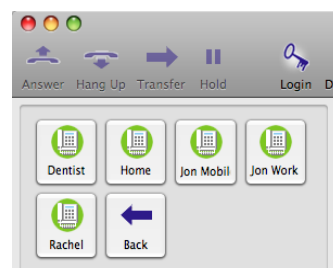 Answer Hang Up Transfer Hold Login D
Dentist Home Jon Mobil Jon Work
Rachel Back